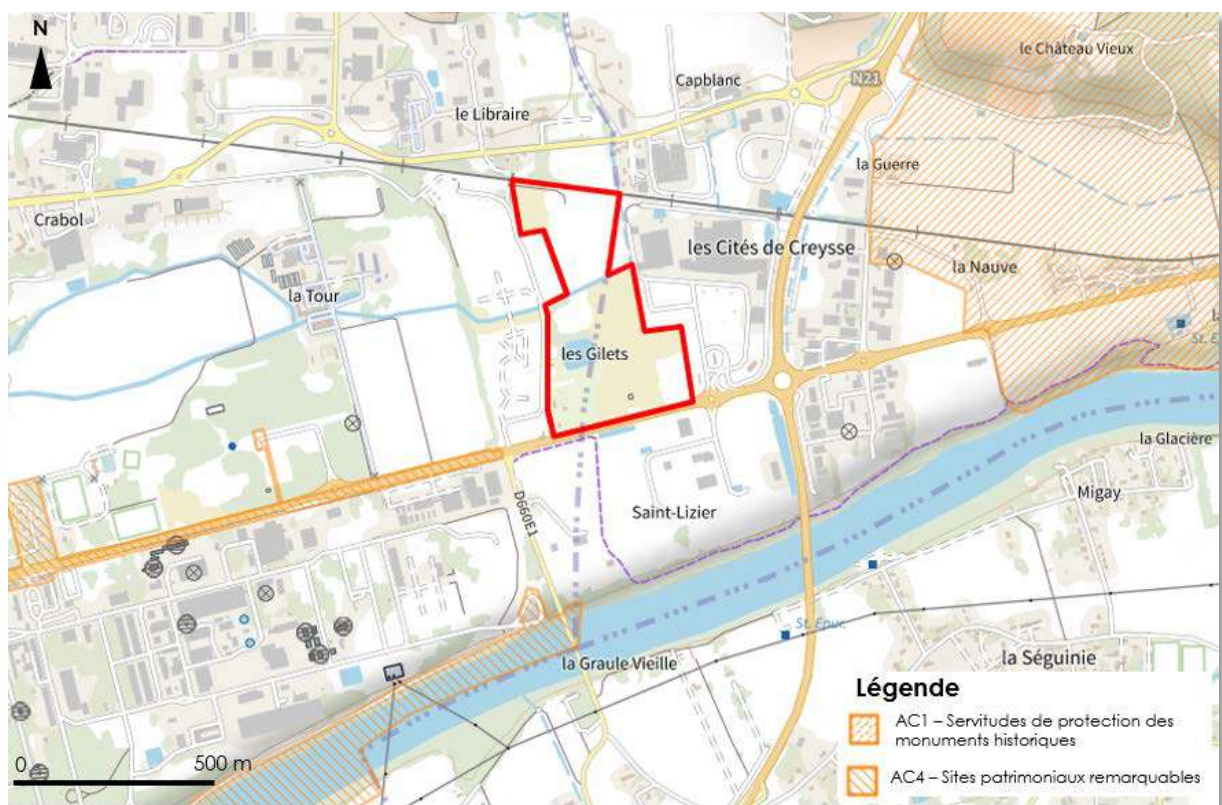 N
le Château Vieux
Capblanc
N21
le Libraire
la Guerre
Crabol
les Cités de Creysse
la Nauve
la Tour
les Gilets
la Glacière
Migay
Saint-Lizier
D660E1
St. Epur.
la Graule Vieille
la Séguinie
0 500 m
Légende
AC1 – Servitudes de protection des
monuments historiques
AC4 – Sites patrimoniaux remarquables